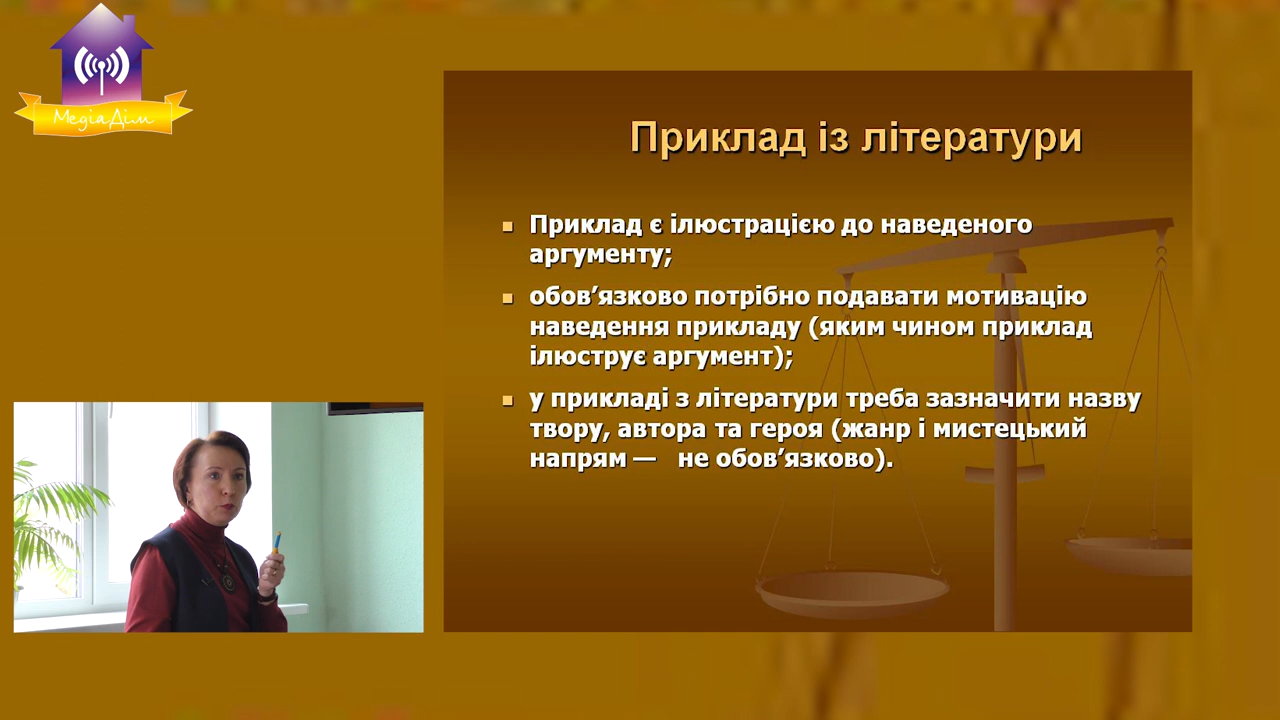 МедіаДім
Приклад із літератури
Приклад є ілюстрацією до наведеного
аргументу;
обов’язково потрібно подавати мотивацію
наведення прикладу (яким чином приклад
ілюструє аргумент);
у прикладі з літератури треба зазначити назву
твору, автора та героя (жанр і мистецький
напрям — не обов’язково).